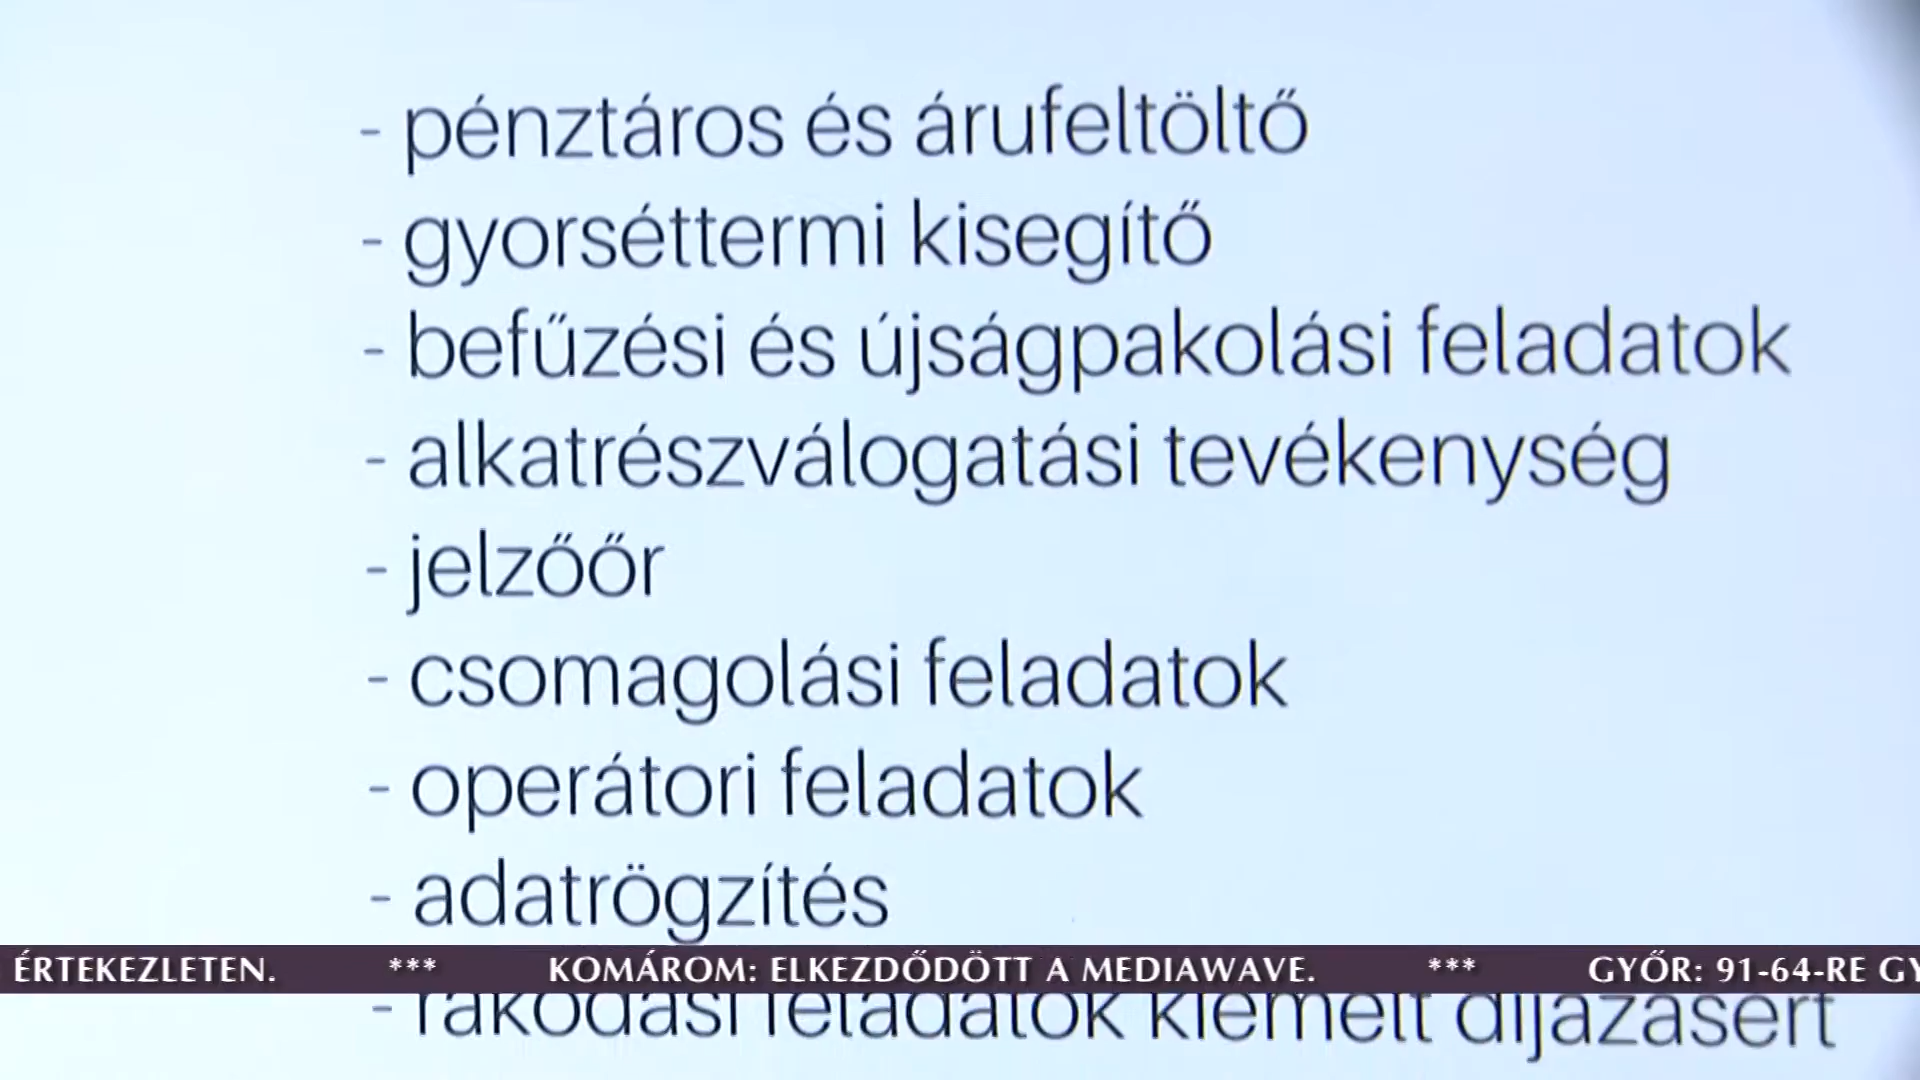 - pénztáros és árufeltöltő
- gyorséttermi kisegítő
- befűzési és újságpakolási feladatok
- alkatrészválogatási tevékenység
- jelzőőr
- csomagolási feladatok
- operátori feladatok
- adatrögzítés
ÉRTEKEZLETEN. *** KOMÁROM: ELKEZDŐDÖTT A MEDIAWAVE. *** GYŐR: 91-64-RE GY
- rakodási feladatok kiemelt díjazásért